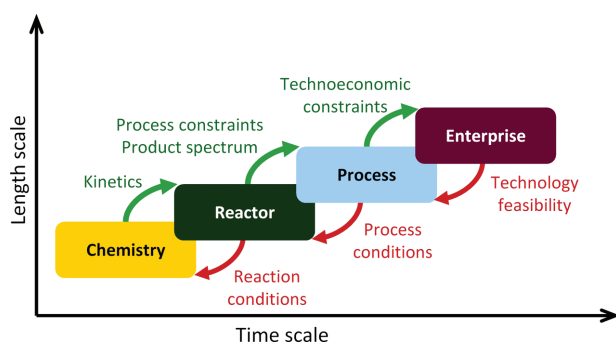 Technoeconomic
constraints
Process constraints
Product spectrum
Enterprise
Kinetics
Process
Technology
feasibility
Reactor
Chemistry
Process
conditions
Reaction
conditions
Length scale
Time scale